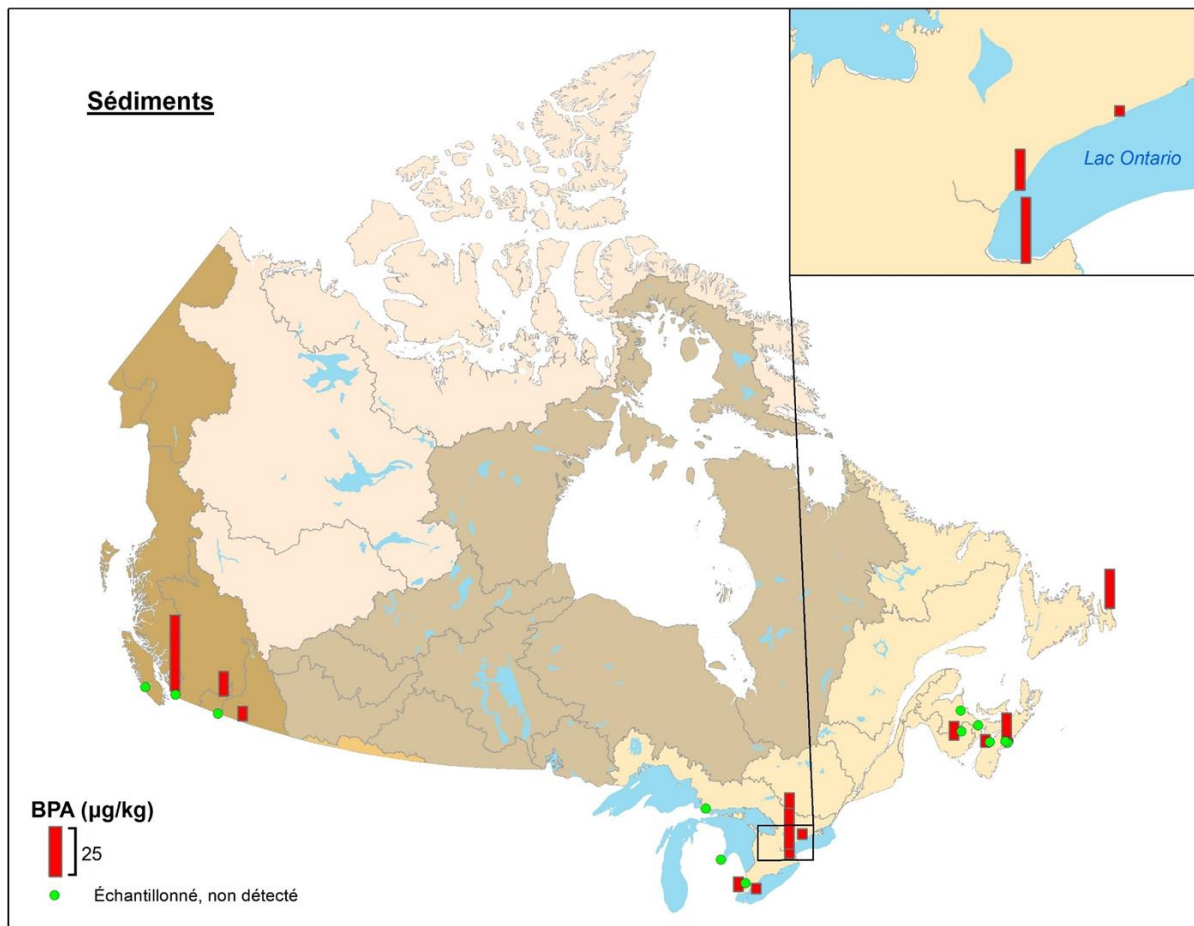 Sédiments
Lac Ontario
BPA (µg/kg)
25
Échantillonné, non détecté